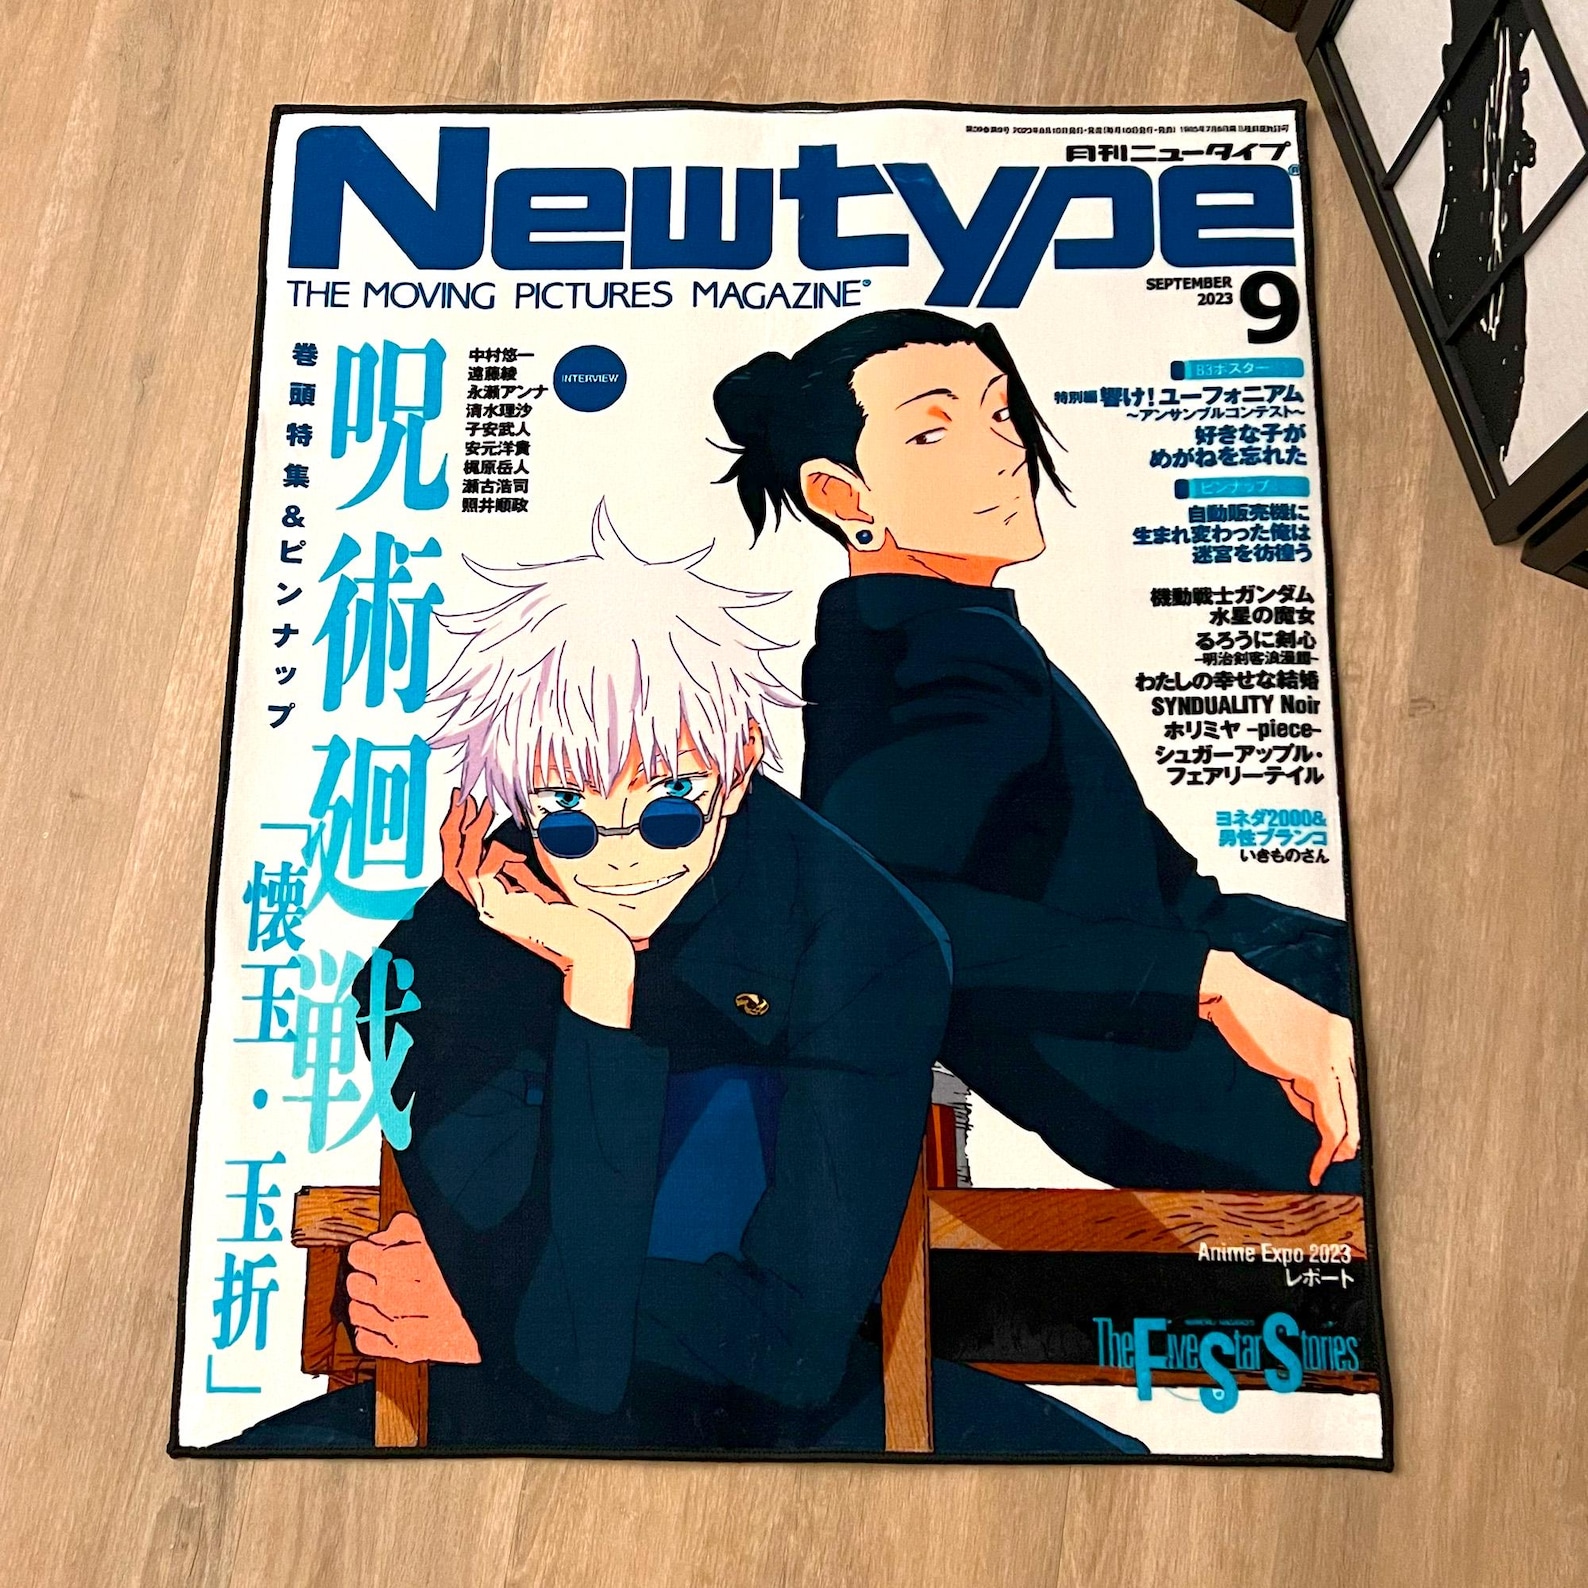 月刊ニュータイプ
Newtype
THE MOVING PICTURES MAGAZINE
SEPTEMBER
2023
9
巻頭特集&ピンナップ
呪術廻戦
「懐玉・玉折」
中村悠一
遠藤綾
永瀬アンナ
清水理沙
子安武人
安元洋貴
梶原岳人
瀬古浩司
照井順政
INTERVIEW
B3ポスター
特別編 響け!ユーフォニアム
~アンサンブルコンテスト~
好きな子が
めがねを忘れた
ピンナップ
自動販売機に
生まれ変わった俺は
迷宮を彷徨う
機動戦士ガンダム
水星の魔女
るろうに剣心
-明治剣客浪漫譚-
わたしの幸せな結婚
SYNDUALITY Noir
ホリミヤ -piece-
シュガーアップル・
フェアリーテイル
ヨネダ2000&
男性ブランコ
いきものさん
Anime Expo 2023
レポート
The Five Star Stories